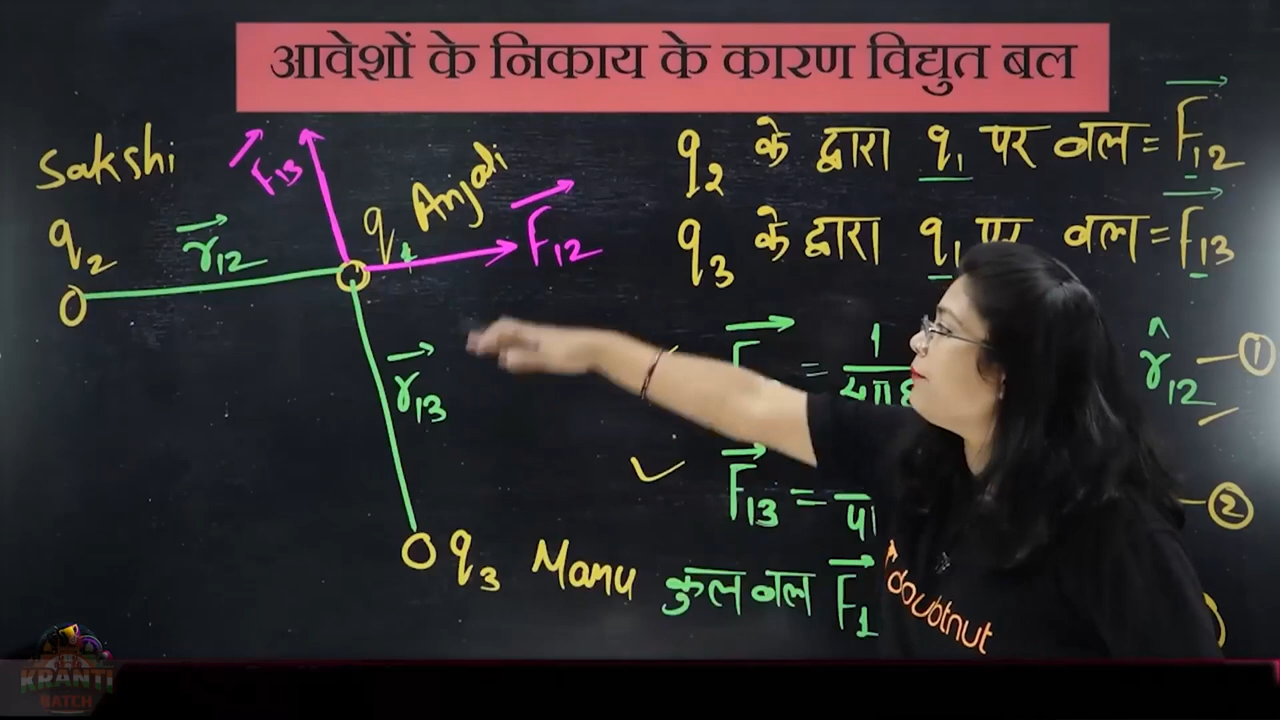 आवेशों के निकाय के कारण विद्युत बल
Sakshi
F13
q1 Anjali
F12
q2
r12
r13
q3 Manu
q2 के द्वारा q1 पर बल = F12
q3 के द्वारा q1 पर बल = F13
F = 1
4πε
r̂12 - 1
F13 =
2
कुल बल F1
doubtnut
KRANTI
BATCH